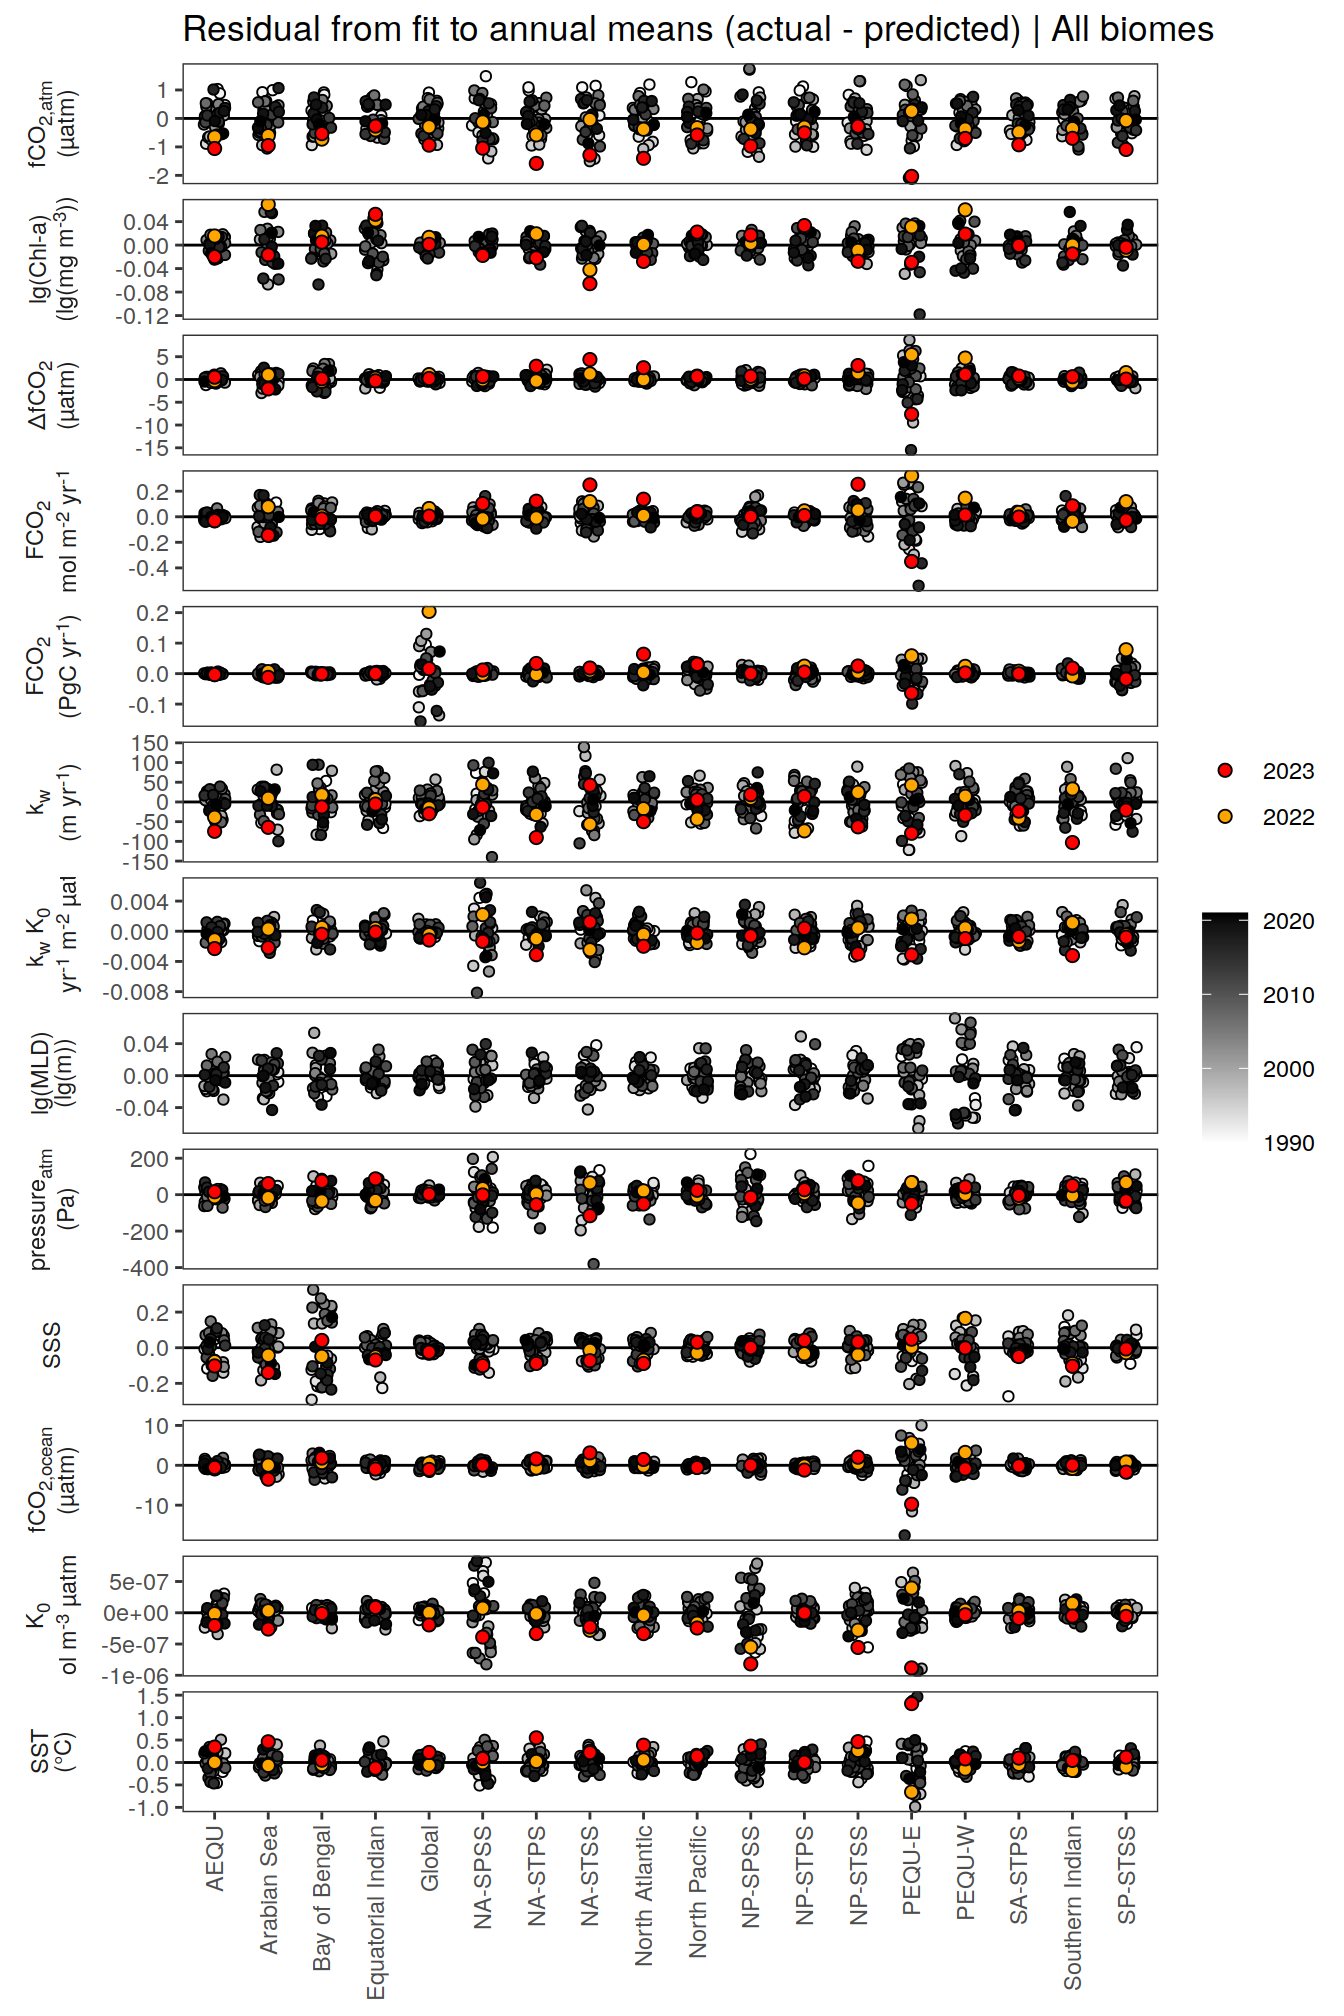 Residual from fit to annual means (actual - predicted) | All biomes
fCO2,atm
(µatm)
1
0
-1
-2
lg(Chl-a)
(lg(mg m-3))
0.04
0.00
-0.04
-0.08
-0.12
ΔfCO2
(µatm)
5
0
-5
-10
-15
FCO2
mol m-2 yr-1
0.2
0.0
-0.2
-0.4
FCO2
(PgC yr-1)
0.2
0.1
0.0
-0.1
kw
(m yr-1)
150
100
50
0
-50
-100
-150
kw K0
yr-1 m-2 µat
0.004
0.000
-0.004
-0.008
lg(MLD)
(lg(m))
0.04
0.00
-0.04
pressureatm
(Pa)
200
0
-200
-400
SSS
0.2
0.0
-0.2
fCO2,ocean
(µatm)
10
0
-10
K0
ol m-3 µatm
5e-07
0e+00
-5e-07
-1e-06
SST
(°C)
1.5
1.0
0.5
0.0
-0.5
-1.0
AEQU
Arabian Sea
Bay of Bengal
Equatorial Indian
Global
NA-SPSS
NA-STPS
NA-STSS
North Atlantic
North Pacific
NP-SPSS
NP-STPS
NP-STSS
PEQU-E
PEQU-W
SA-STPS
Southern Indian
SP-STSS
2023
2022
2020
2010
2000
1990